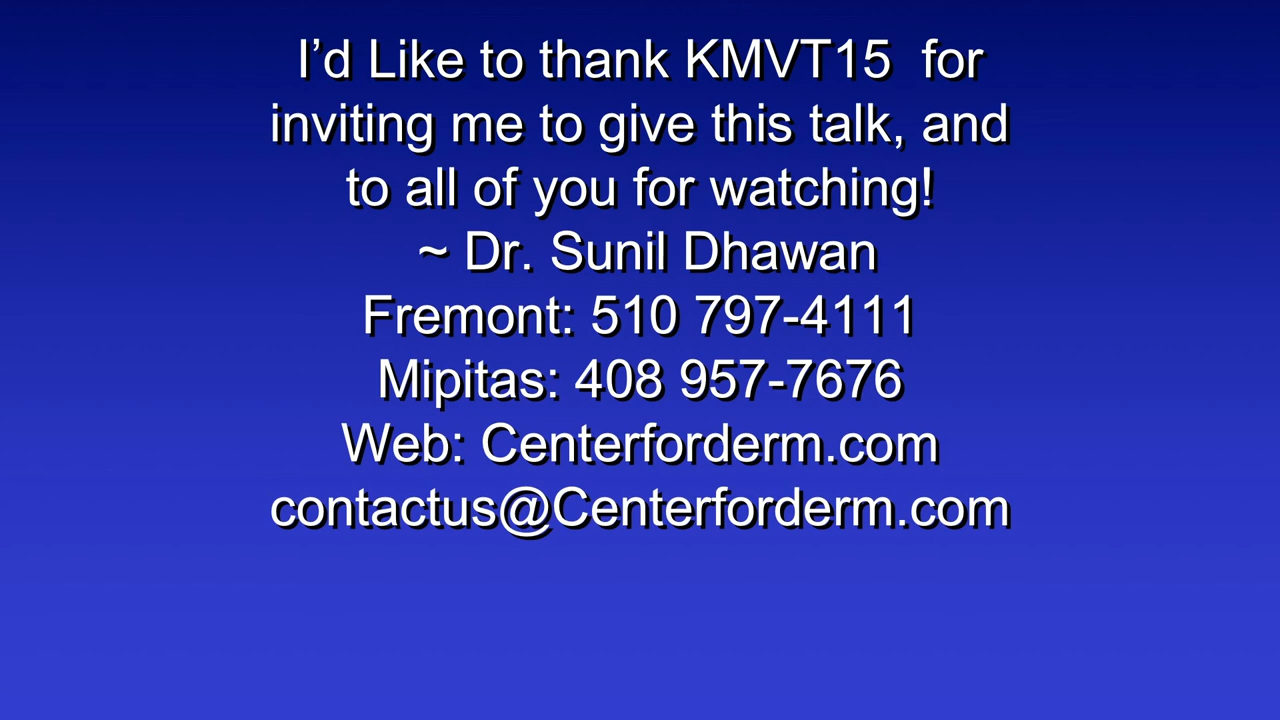 I’d Like to thank KMVT15  for
inviting me to give this talk, and
to all of you for watching!
~ Dr. Sunil Dhawan
Fremont: 510 797-4111
Mipitas: 408 957-7676
Web: Centerforderm.com
contactus@Centerforderm.com